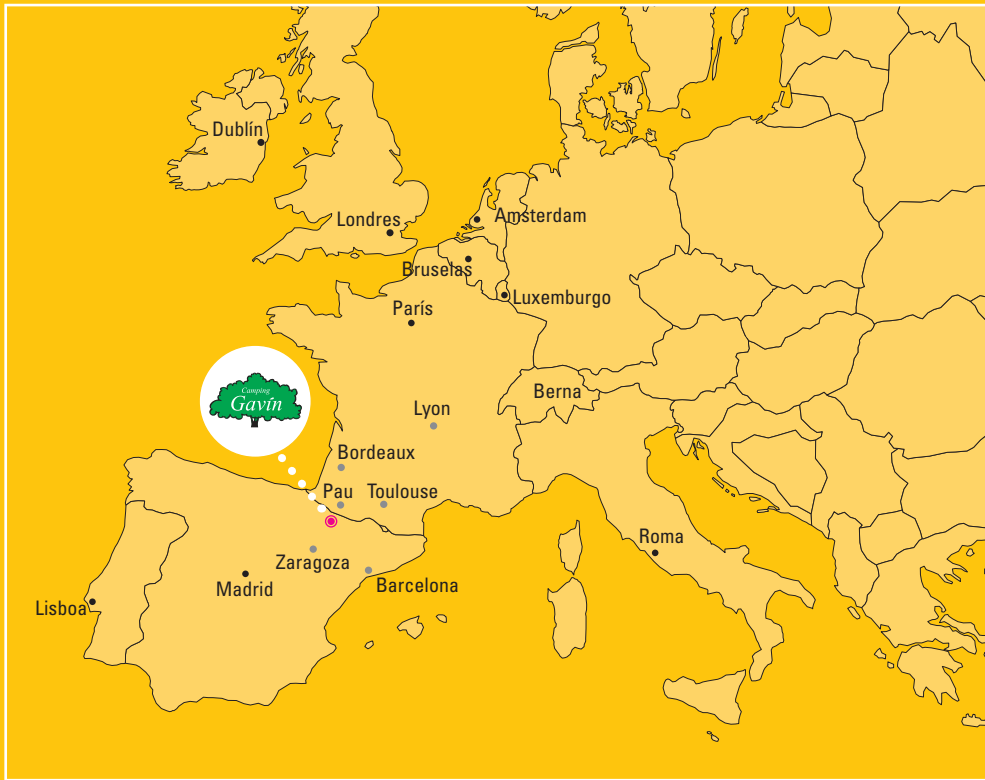 Dublín
Londres
Amsterdam
Bruselas
Luxemburgo
París
Camping
Gavín
Berna
Lyon
Bordeaux
Pau
Toulouse
Roma
Zaragoza
Madrid
Barcelona
Lisboa